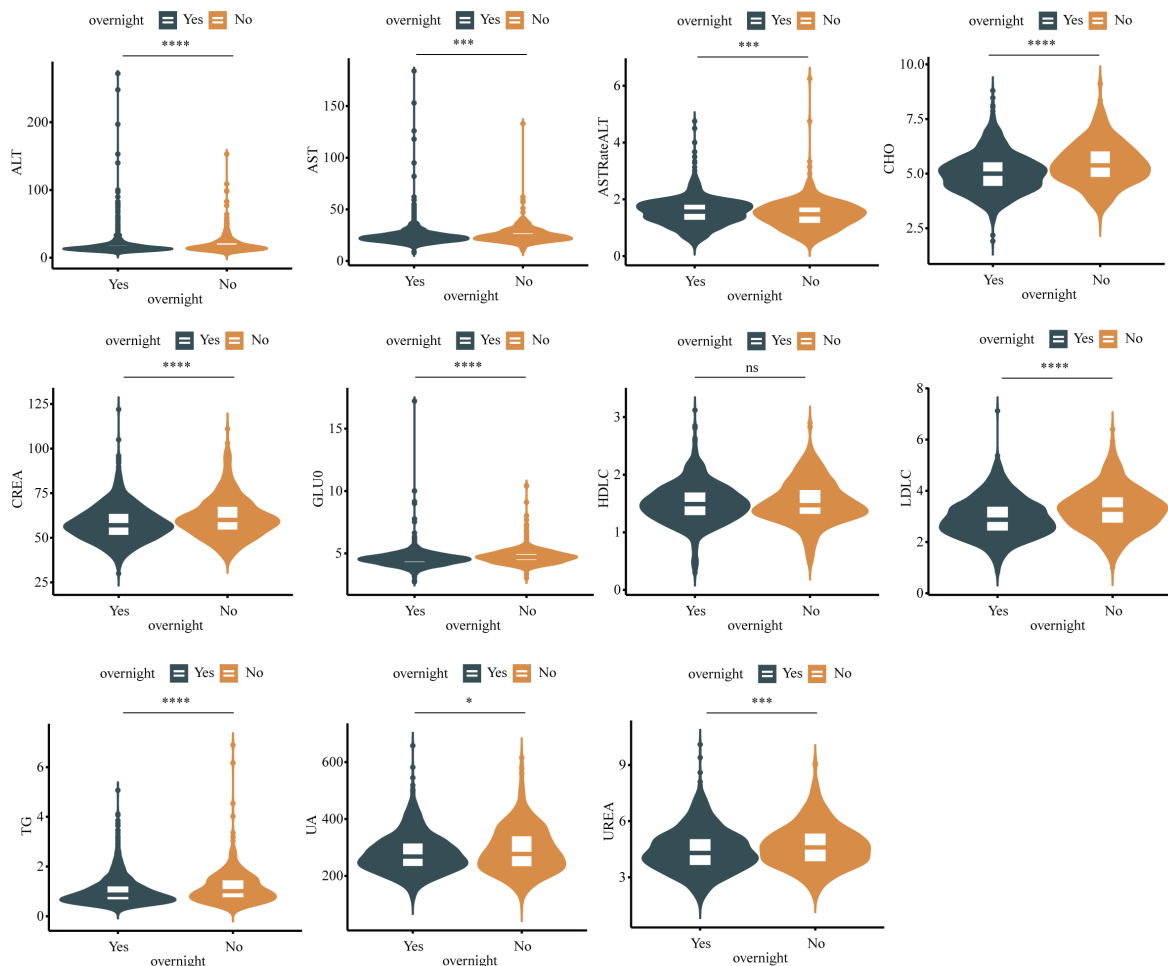 overnight Yes No
****
ALT
200
100
0
Yes No
overnight
overnight Yes No
***
AST
150
100
50
0
Yes No
overnight
overnight Yes No
***
ASTRateALT
6
4
2
0
Yes No
overnight
overnight Yes No
****
CHO
10.0
7.5
5.0
2.5
Yes No
overnight
overnight Yes No
****
CREA
125
100
75
50
25
Yes No
overnight
overnight Yes No
****
GLU0
15
10
5
Yes No
overnight
overnight Yes No
ns
HDLC
3
2
1
0
Yes No
overnight
overnight Yes No
****
LDLC
8
6
4
2
0
Yes No
overnight
overnight Yes No
****
TG
6
4
2
0
Yes No
overnight
overnight Yes No
*
UA
600
400
200
Yes No
overnight
overnight Yes No
***
UREA
9
6
3
Yes No
overnight